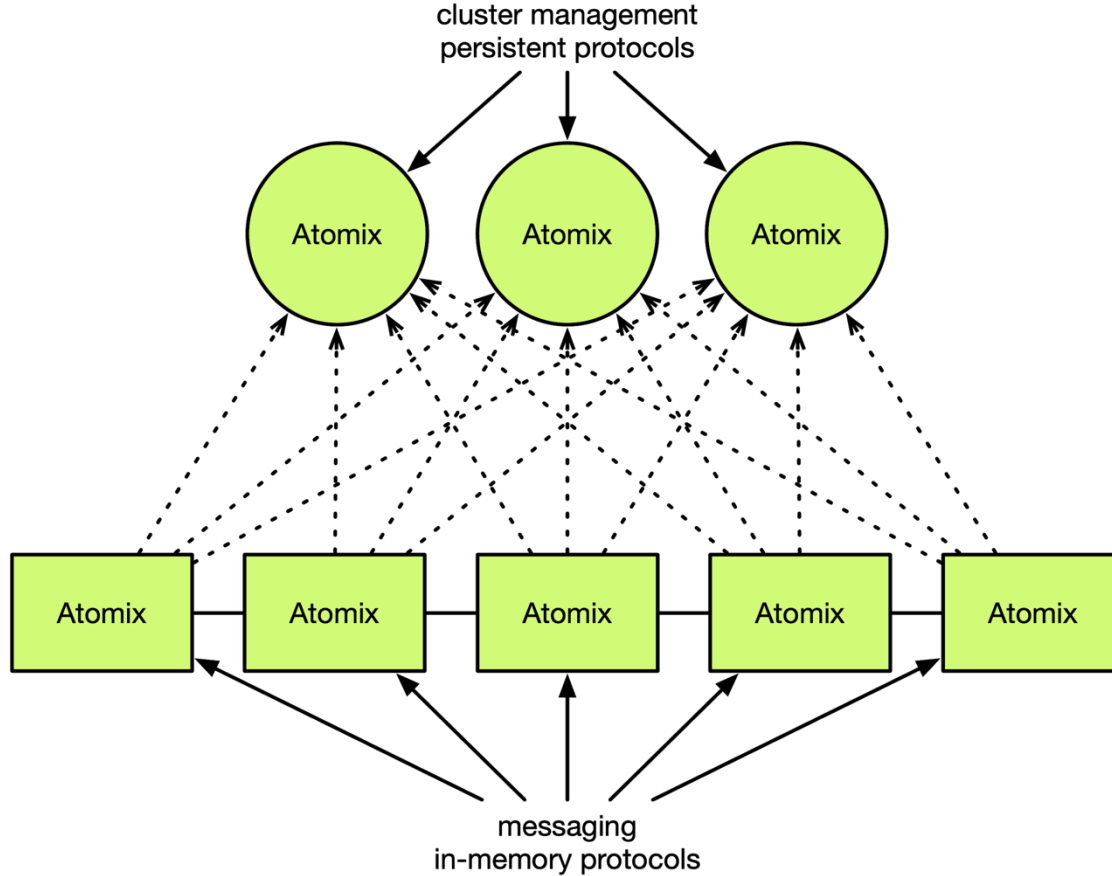 cluster management
persistent protocols
Atomix
Atomix
Atomix
Atomix
Atomix
Atomix
Atomix
Atomix
messaging
in-memory protocols